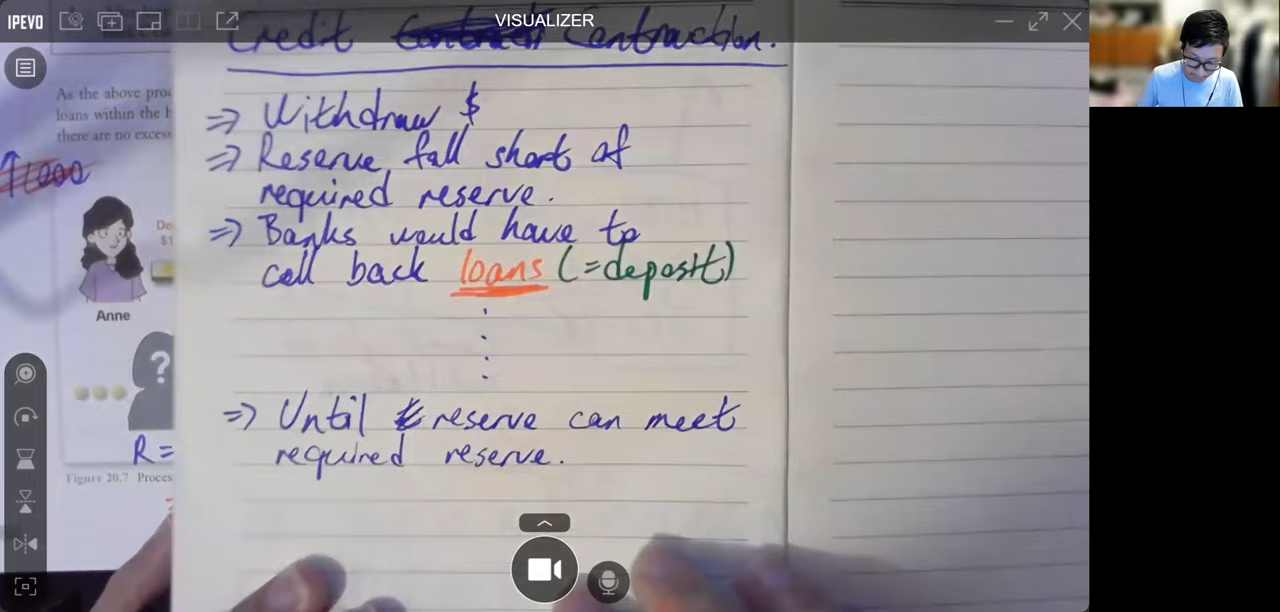 IPEVO
VISUALIZER
Credit Contraction.
As the above pro
loans within the b
there are no exces
⇒ Withdraw $
⇒ Reserve fall short of
required reserve.
⇒ Banks would have to
call back loans (= deposit)
De
$1
Anne
?
⇒ Until reserve can meet
required reserve.
R =
Figure 20.7 Proces